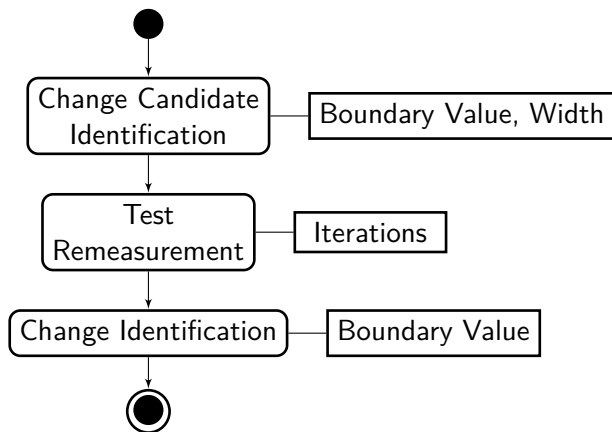 Change Candidate
Identification
Boundary Value, Width
Test
Remeasurement
Iterations
Change Identification
Boundary Value